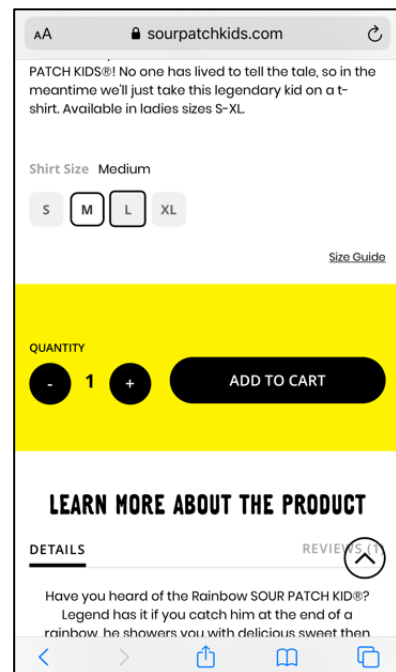 AA sourpatchkids.com
PATCH KIDS®! No one has lived to tell the tale, so in the
meantime we'll just take this legendary kid on a t-
shirt. Available in ladies sizes S-XL.
Shirt Size Medium
S M L XL
Size Guide
QUANTITY
- 1 + ADD TO CART
LEARN MORE ABOUT THE PRODUCT
DETAILS REVIEWS (1)
Have you heard of the Rainbow SOUR PATCH KID®?
Legend has it if you catch him at the end of a
rainbow, he showers you with delicious sweet then